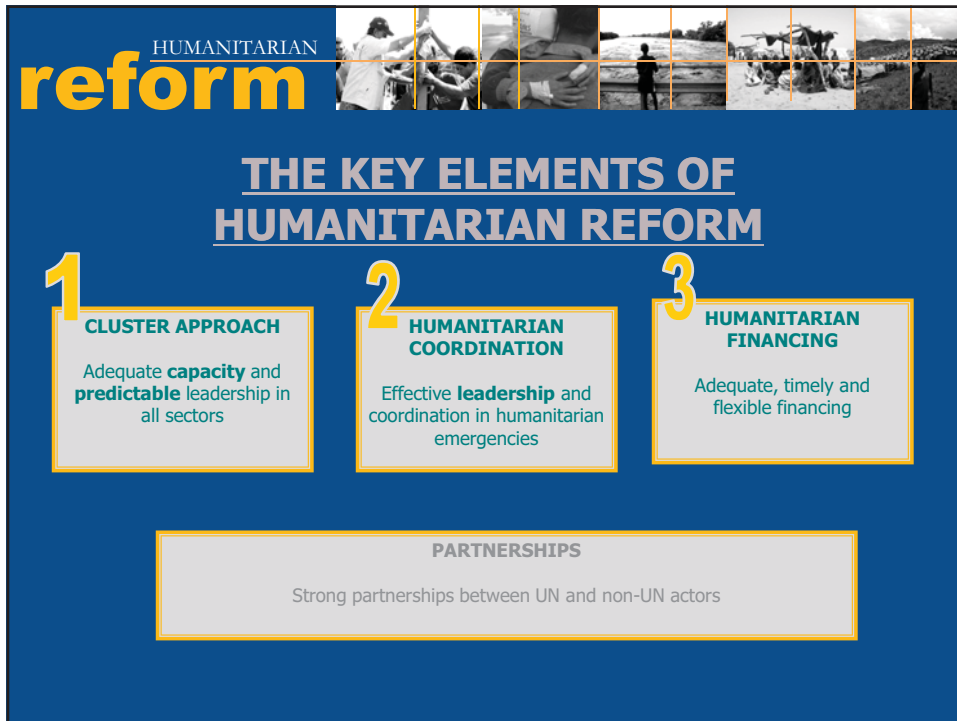 HUMANITARIAN
reform
THE KEY ELEMENTS OF
HUMANITARIAN REFORM
1
CLUSTER APPROACH
Adequate capacity and
predictable leadership in
all sectors
2
HUMANITARIAN
COORDINATION
Effective leadership and
coordination in humanitarian
emergencies
3
HUMANITARIAN
FINANCING
Adequate, timely and
flexible financing
PARTNERSHIPS
Strong partnerships between UN and non-UN actors